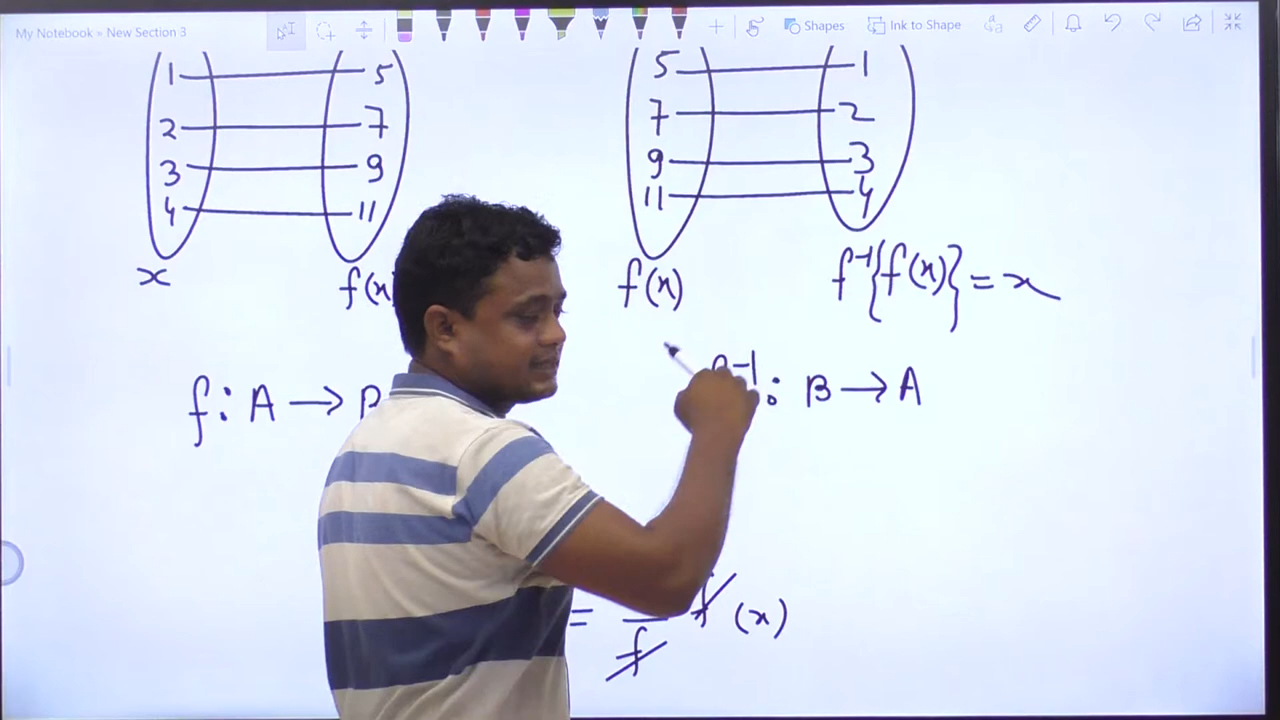 My Notebook » New Section 3
Shapes
Ink to Shape
1 5 5 1
2 7 7 2
3 9 9 3
4 11 11 4
x f(x) f(x) f⁻¹{f(x)} = x
f : A → B f⁻¹ : B → A
= f (x)
f